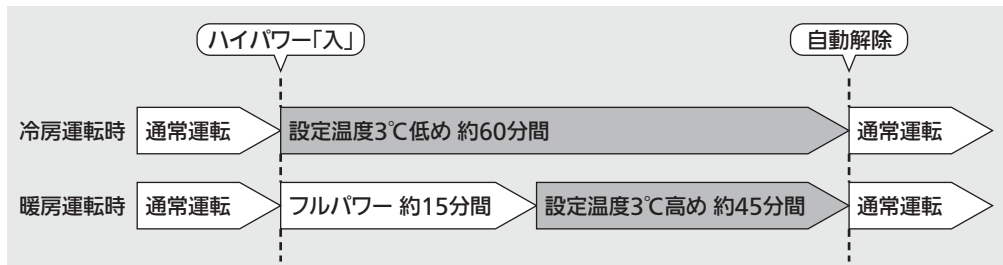 ハイパワー「入」
自動解除
冷房運転時 通常運転 設定温度3℃低め 約60分間 通常運転
暖房運転時 通常運転 フルパワー 約15分間 設定温度3℃高め 約45分間 通常運転